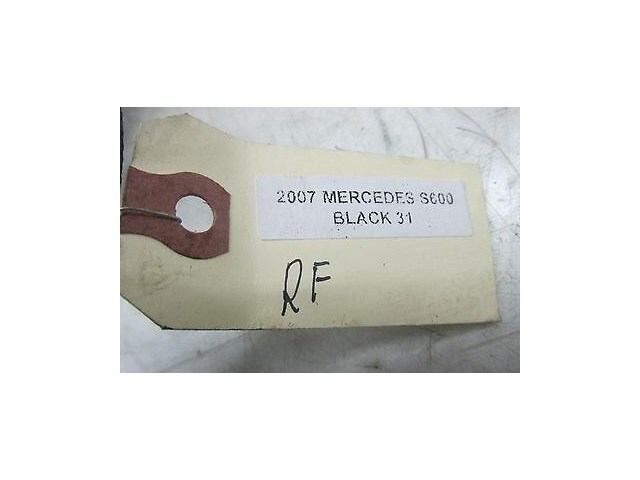 2007 MERCEDES S600
BLACK 31
RF